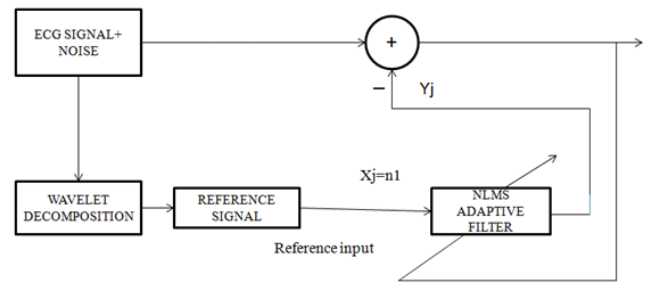 ECG SIGNAL+
NOISE
+
–
Yj
Xj=n1
WAVELET
DECOMPOSITION
REFERENCE
SIGNAL
NLMS
ADAPTIVE
FILTER
Reference input